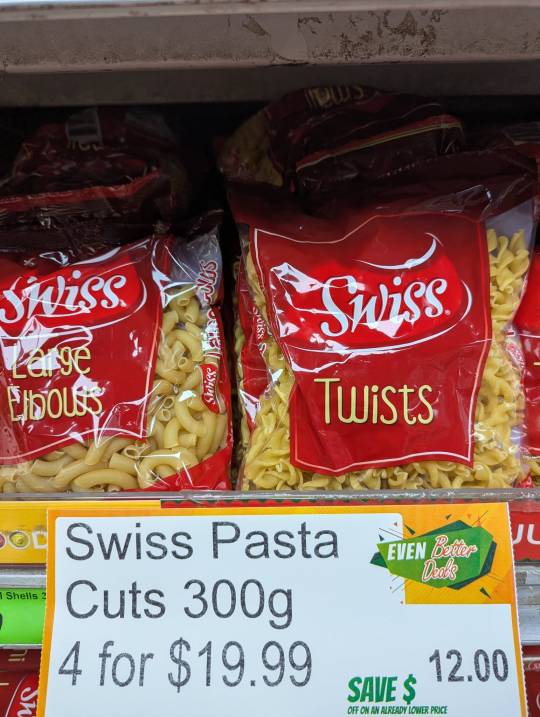 Swiss
Large
Elbows
Swiss
Twists
Swiss Pasta
Cuts 300g
4 for $19.99
EVEN Better
Deals
SAVE $ 12.00
OFF ON AN ALREADY LOWER PRICE
Shells